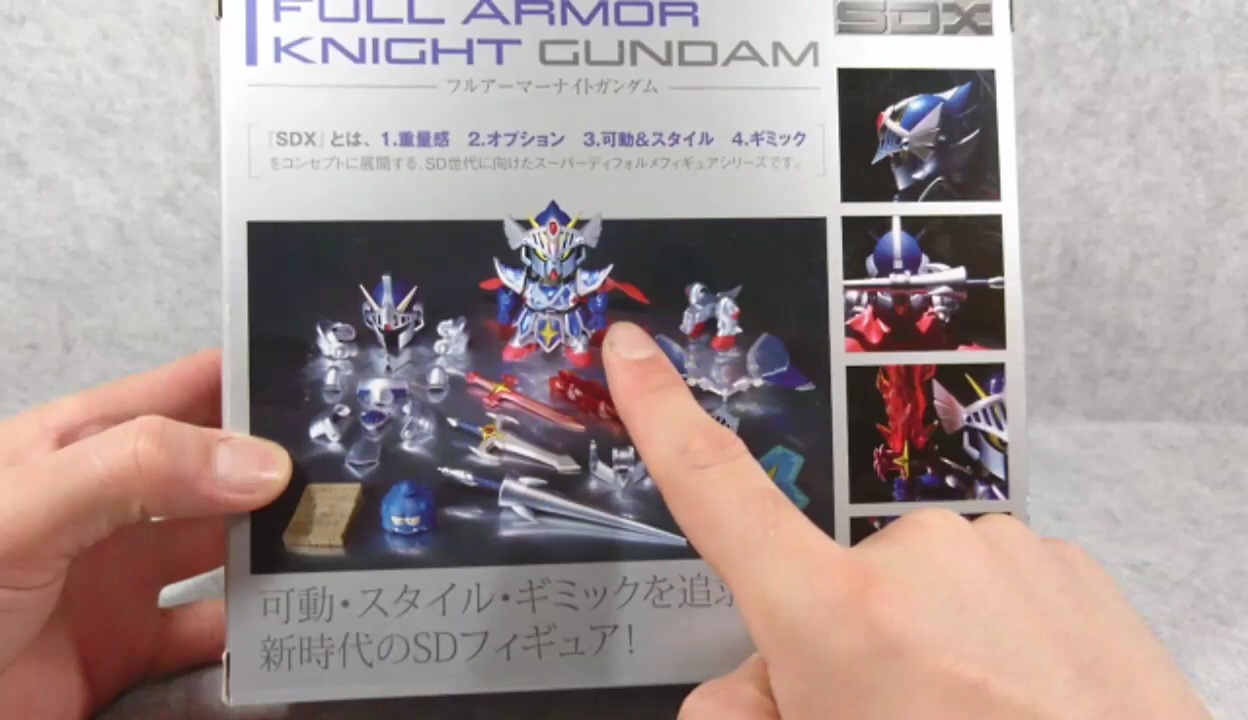 FULL ARMOR
SDX
KNIGHT GUNDAM
フルアーマーナイトガンダム
「SDX」とは、1.重量感 2.オプション 3.可動&スタイル 4.ギミック
をコンセプトに展開する、SD世代に向けたスーパーディフォルメフィギュアシリーズです。
可動・スタイル・ギミックを追求
新時代のSDフィギュア!